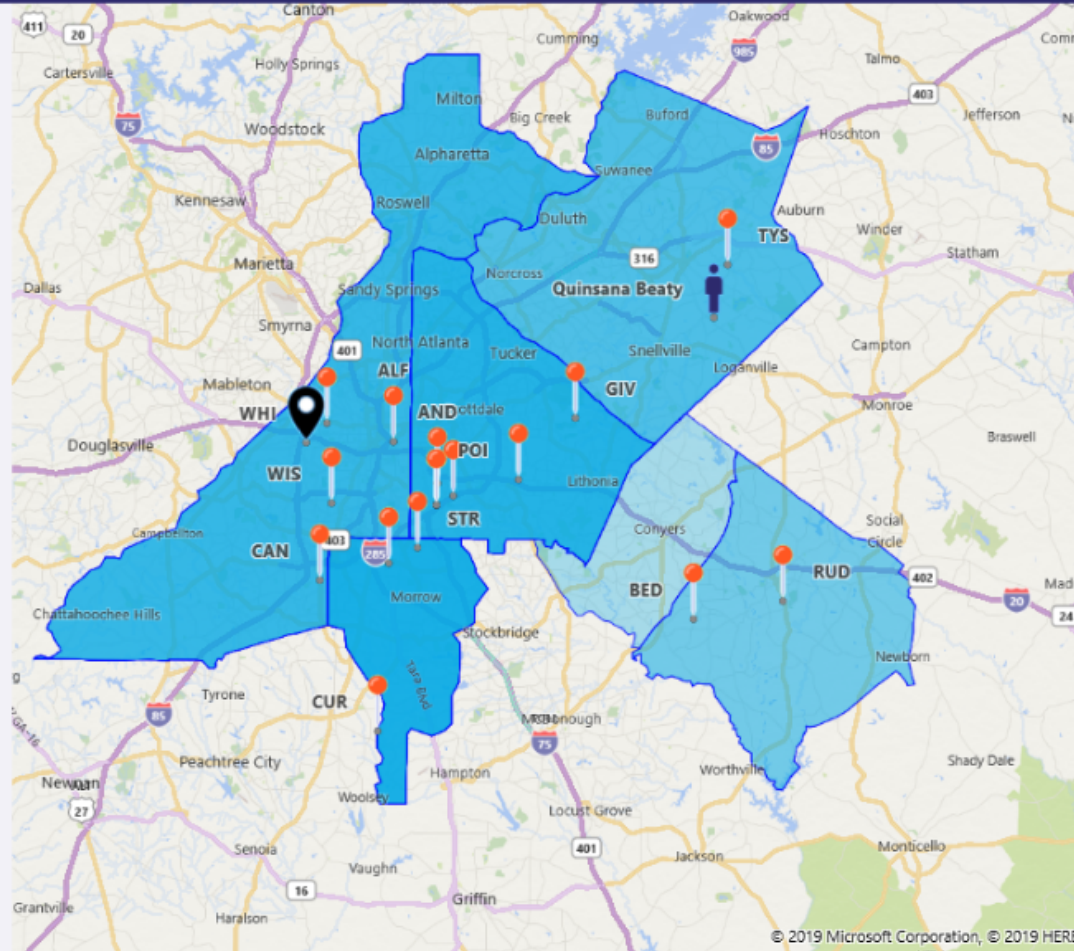 Canton
Oakwood
411
20
Cumming
985
Talmo
Holly Springs
Cartersville
403
Milton
Buford
Jefferson
75
Big Creek
Woodstock
Hoschton
85
Alpharetta
Suwanee
Kennesaw
Roswell
Duluth
Auburn
Winder
TYS
Statham
316
Marietta
Norcross
Dallas
Sandy Springs
Quinsana Beaty
Smyrna
North Atlanta
401
Tucker
Snellville
Campton
ALF
Loganville
Mableton
GIV
WHI
AND
ottdale
Monroe
Douglasville
POI
Braswell
WIS
Lithonia
STR
Social
Circle
Campbellton
Conyers
CAN
403
285
RUD
402
BED
Morrow
20
Chattahoochee Hills
24
Stockbridge
Newborn
Tara Blvd
Tyrone
CUR
85
75
Peachtree City
Hampton
Worthville
Shady Dale
27
Woolsey
Locust Grove
401
Monticello
Senoia
Jackson
Vaughn
16
Griffin
Grantville
Haralson
© 2019 Microsoft Corporation, © 2019 HERE